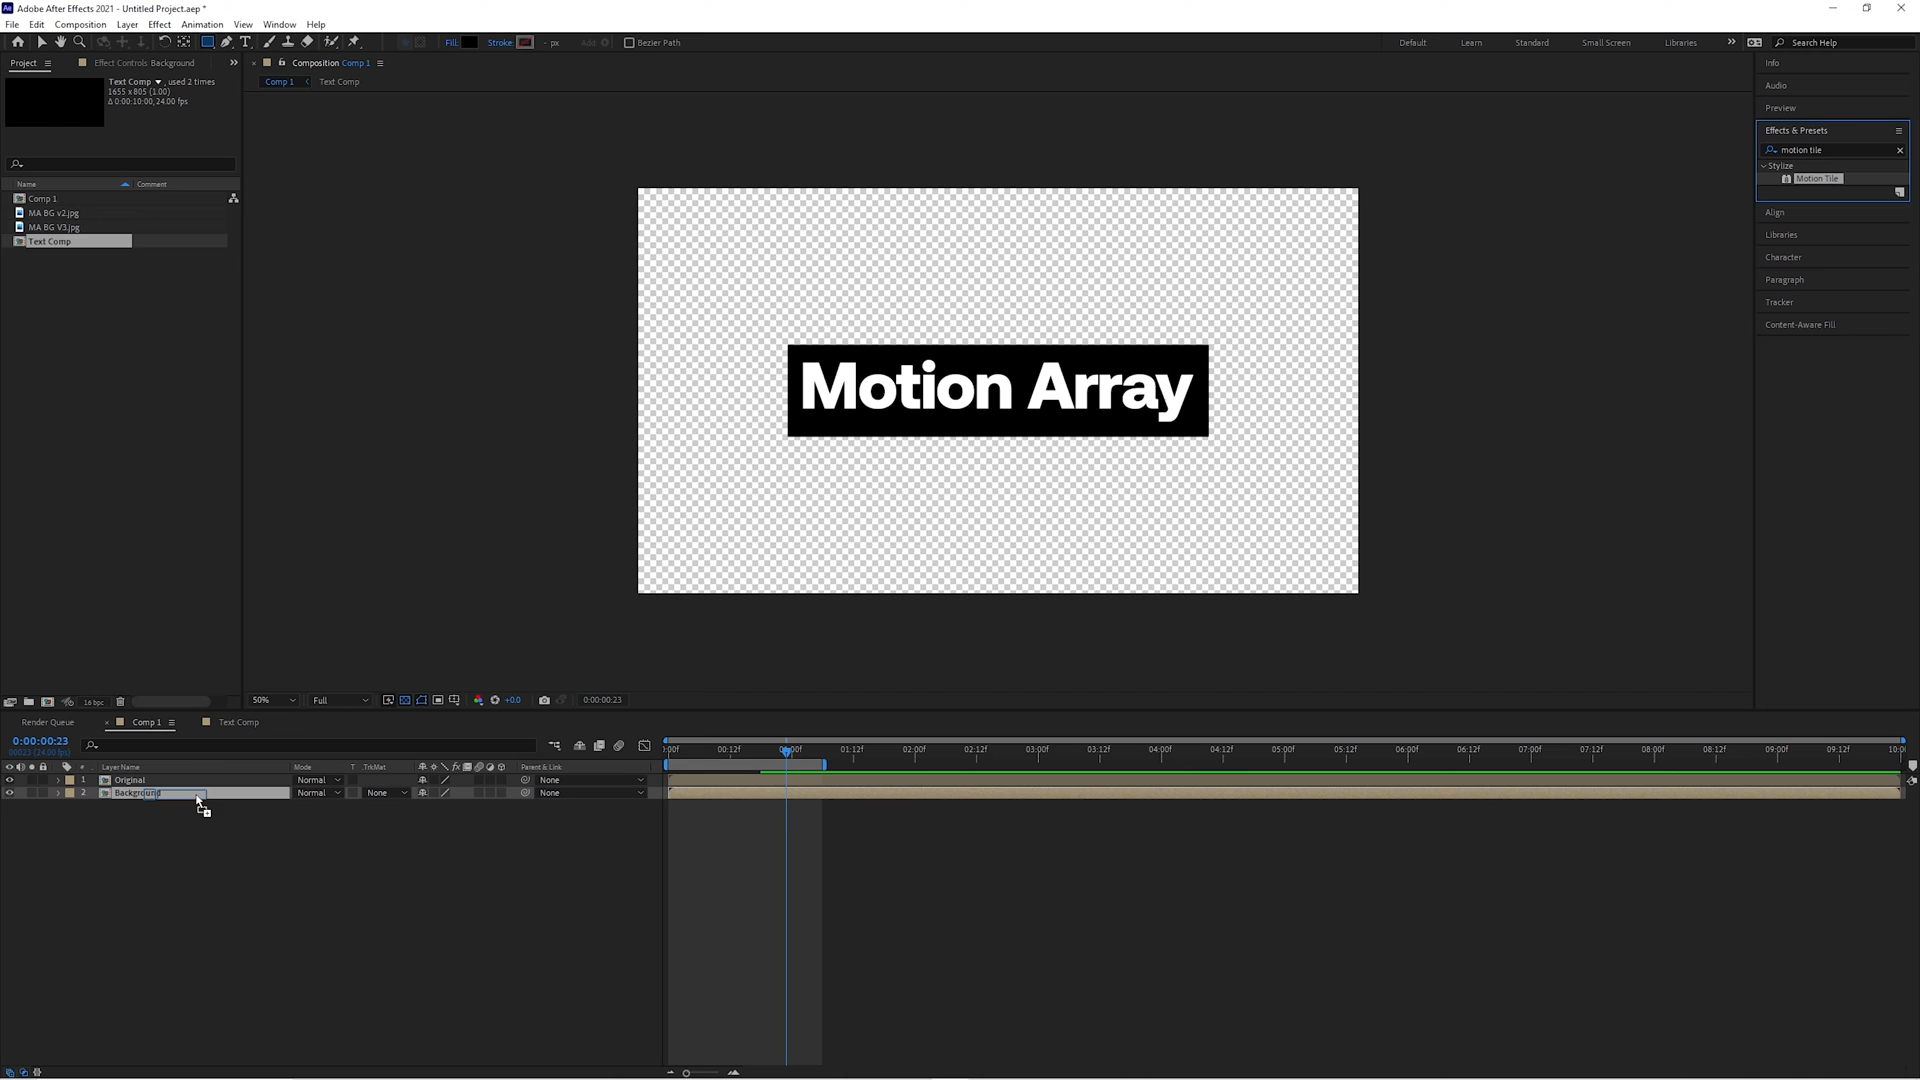 Adobe After Effects 2021 - Untitled Project.aep *
File Edit Composition Layer Effect Animation View Window Help
Fill: Stroke: - px Add: Bezier Path Default Learn Standard Small Screen Libraries Search Help
Project Effect Controls Background
Composition Comp 1
Comp 1 Text Comp
Text Comp , used 2 times
1655 x 805 (1.00)
Δ 0:00:10:00, 24.00 fps
Name Comment
Comp 1
MA BG v2.jpg
MA BG V3.jpg
Text Comp
Motion Array
Info
Audio
Preview
Effects & Presets
motion tile
Stylize
Motion Tile
Align
Libraries
Character
Paragraph
Tracker
Content-Aware Fill
16 bpc
50% Full +0.0 0:00:00:23
Render Queue Comp 1 Text Comp
0:00:00:23
00023 (24.00 fps)
# Layer Name Mode T .TrkMat Parent & Link
1 Original Normal None
2 Background Normal None None
:00f 00:12f 01:00f 01:12f 02:00f 02:12f 03:00f 03:12f 04:00f 04:12f 05:00f 05:12f 06:00f 06:12f 07:00f 07:12f 08:00f 08:12f 09:00f 09:12f 10:0